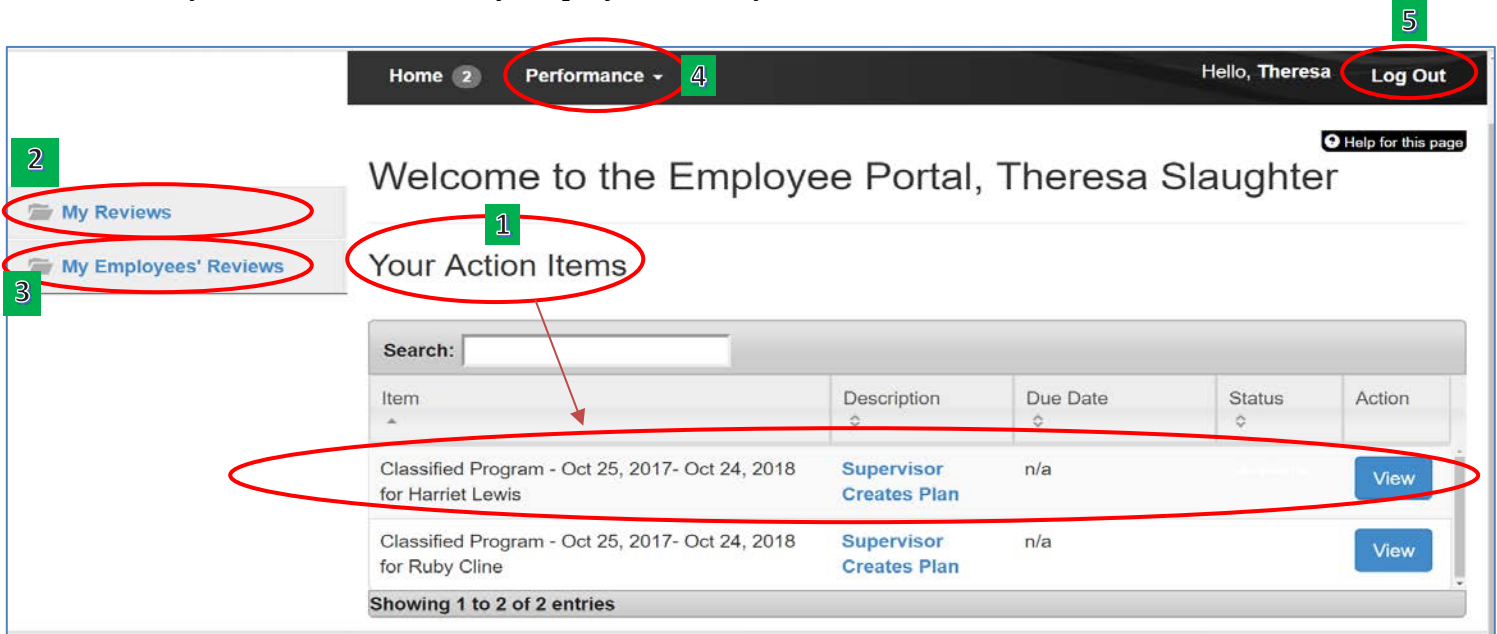 5
Home 2 Performance 4 Hello, Theresa Log Out
Help for this page
2
Welcome to the Employee Portal, Theresa Slaughter
My Reviews
1
My Employees' Reviews
Your Action Items
3
Search:
Item Description Due Date Status Action
Classified Program - Oct 25, 2017- Oct 24, 2018 Supervisor n/a View
for Harriet Lewis Creates Plan
Classified Program - Oct 25, 2017- Oct 24, 2018 Supervisor n/a View
for Ruby Cline Creates Plan
Showing 1 to 2 of 2 entries